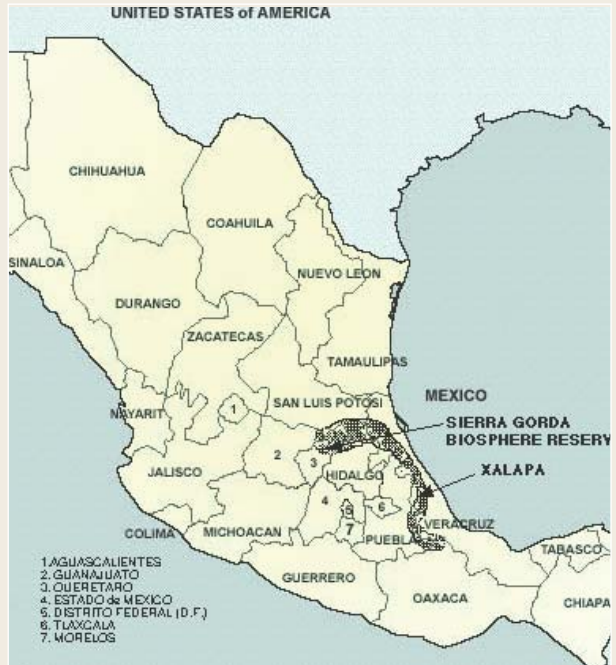 UNITED STATES of AMERICA
CHIHUAHUA
COAHUILA
SINALOA
NUEVO LEON
DURANGO
ZACATECAS
TAMAULIPAS
SAN LUIS POTOSI
MEXICO
NAYARIT
1
SIERRA GORDA
BIOSPHERE RESERV
2
3
HIDALGO
XALAPA
JALISCO
4
5
6
7
VERACRUZ
COLIMA
MICHOACAN
PUEBLA
TABASCO
GUERRERO
OAXACA
CHIAPA
1 AGUASCALIENTES
2. GUANAJUATO
3. QUERETARO
4. ESTADO de MEXICO
5. DISTRITO FEDERAL (D.F.)
6. TLAXCALA
7. MORELOS